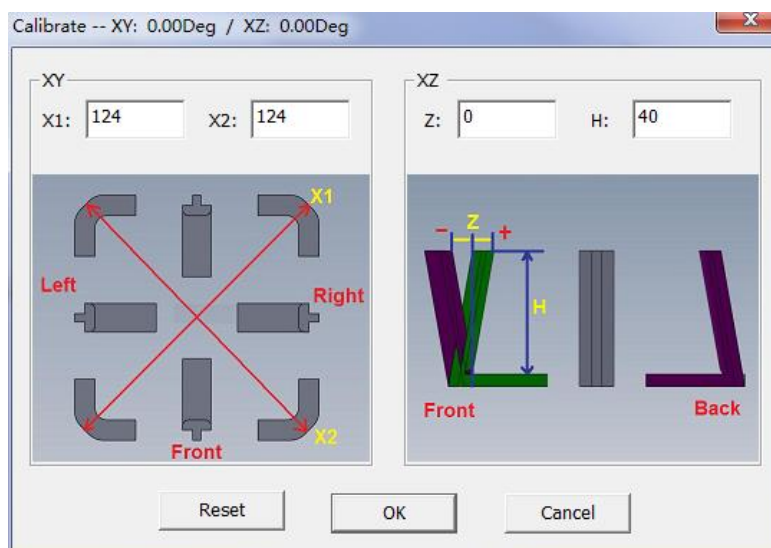 Calibrate -- XY: 0.00Deg / XZ: 0.00Deg
X
XY
X1: 124 X2: 124
X1
Left
Right
X2
Front
XZ
Z: 0 H: 40
- Z +
H
Front
Back
Reset
OK
Cancel